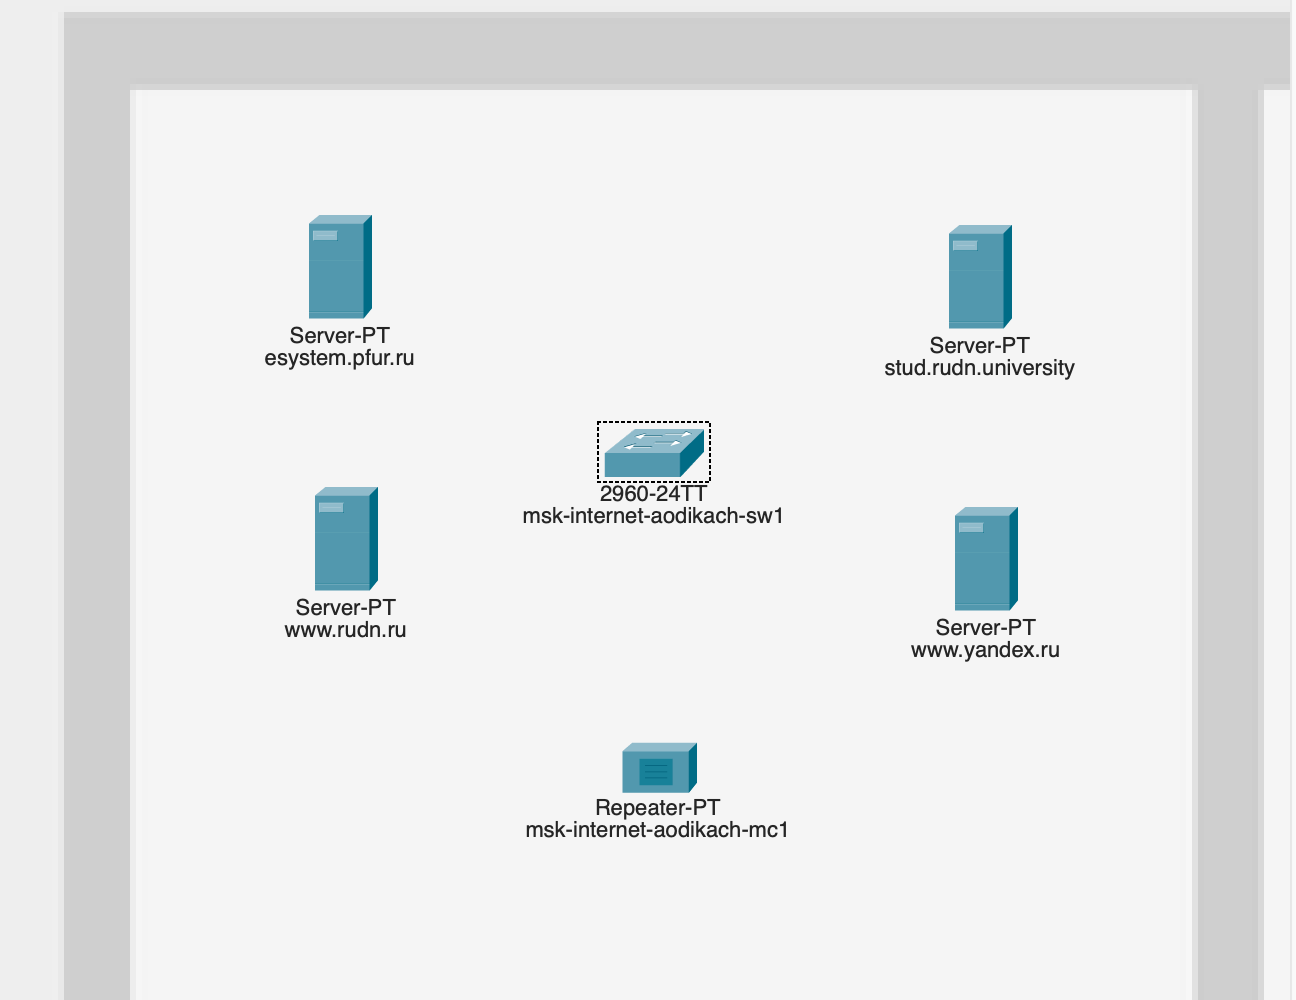 Server-PT
esystem.pfur.ru
Server-PT
stud.rudn.university
2960-24TT
msk-internet-aodikach-sw1
Server-PT
www.rudn.ru
Server-PT
www.yandex.ru
Repeater-PT
msk-internet-aodikach-mc1